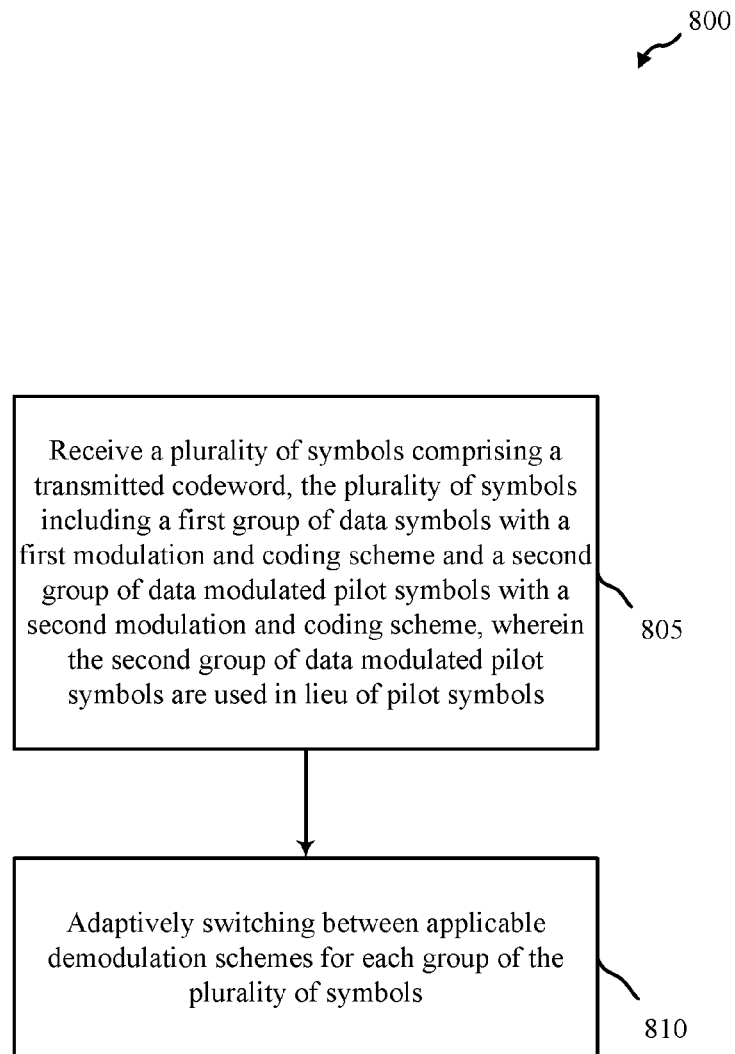 800
Receive a plurality of symbols comprising a
transmitted codeword, the plurality of symbols
including a first group of data symbols with a
first modulation and coding scheme and a second
group of data modulated pilot symbols with a
second modulation and coding scheme, wherein
the second group of data modulated pilot
symbols are used in lieu of pilot symbols
805
Adaptively switching between applicable
demodulation schemes for each group of the
plurality of symbols
810